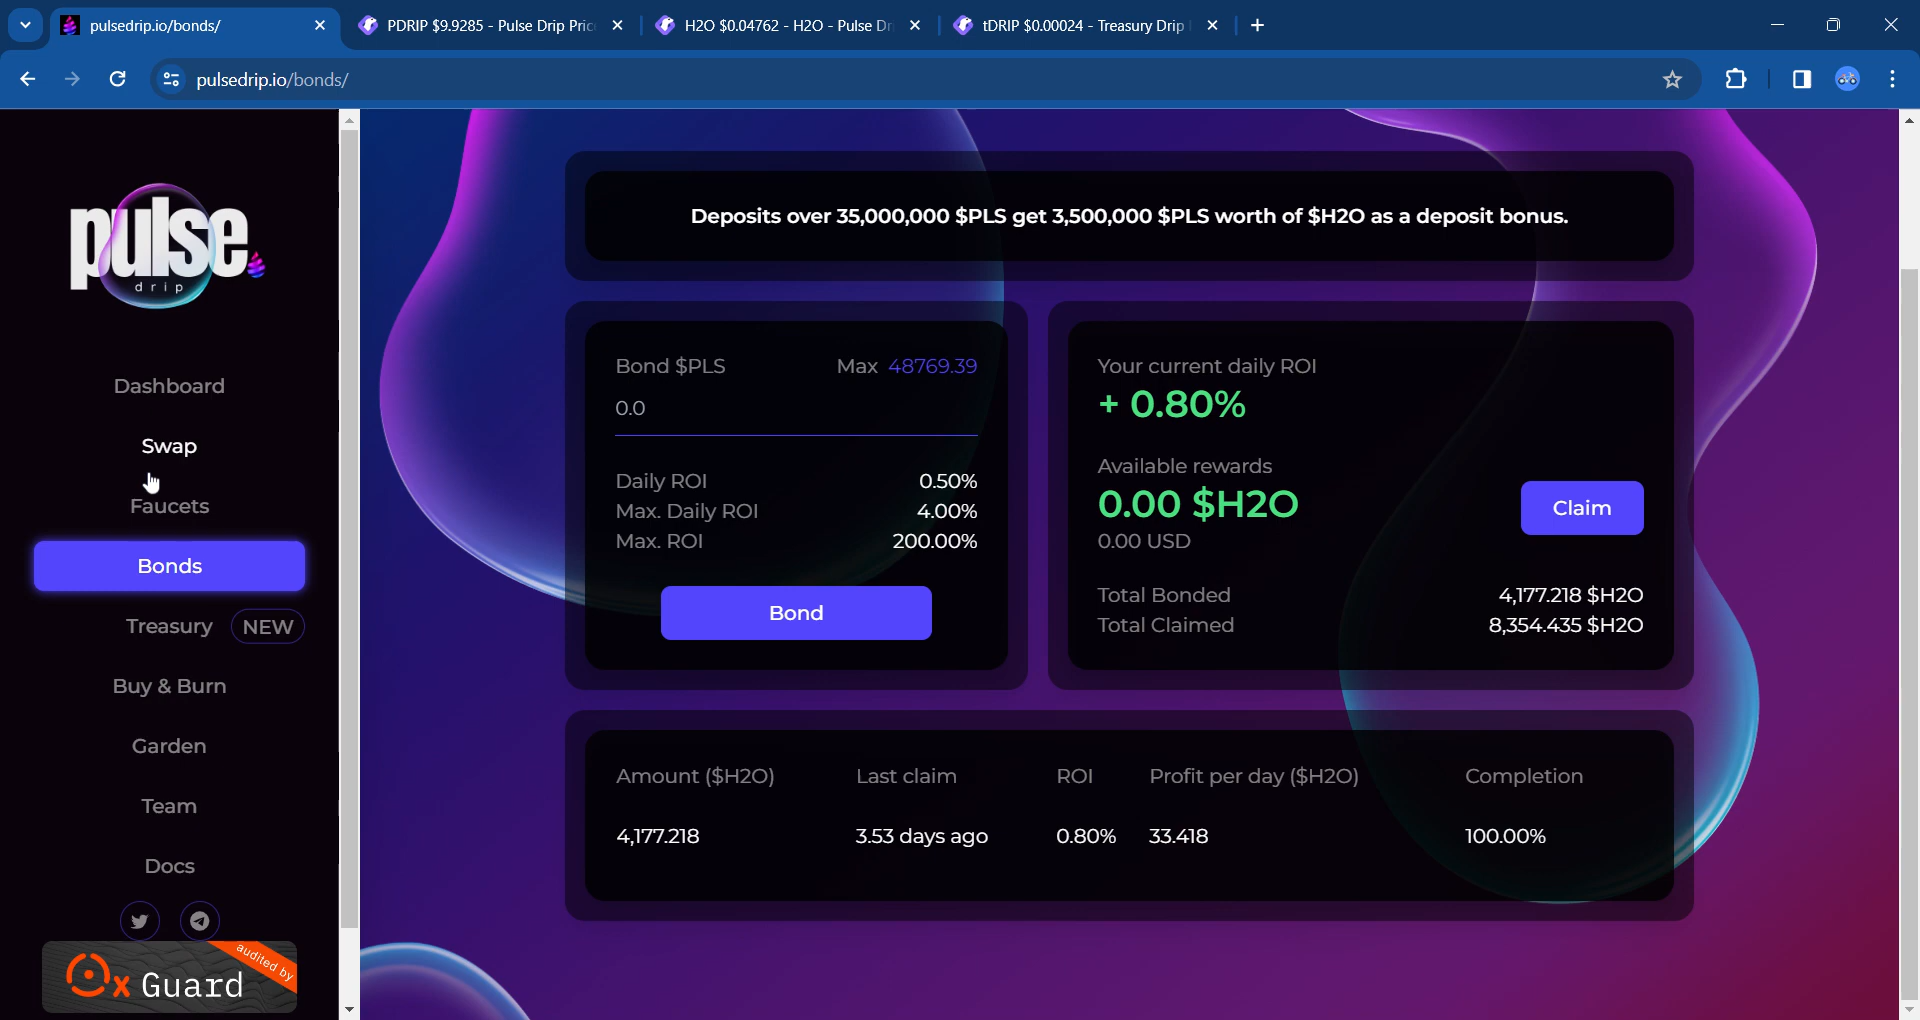 pulsedrip.io/bonds/
PDRIP $9.9285 - Pulse Drip Pric
H2O $0.04762 - H2O - Pulse Dr
tDRIP $0.00024 - Treasury Drip
pulsedrip.io/bonds/
pulse
drip
Dashboard
Swap
Faucets
Bonds
Treasury NEW
Buy & Burn
Garden
Team
Docs
audited by
0x Guard
Deposits over 35,000,000 $PLS get 3,500,000 $PLS worth of $H2O as a deposit bonus.
Bond $PLS Max 48769.39
0.0
Daily ROI 0.50%
Max. Daily ROI 4.00%
Max. ROI 200.00%
Bond
Your current daily ROI
+ 0.80%
Available rewards
0.00 $H2O
0.00 USD
Claim
Total Bonded 4,177.218 $H2O
Total Claimed 8,354.435 $H2O
Amount ($H2O) Last claim ROI Profit per day ($H2O) Completion
4,177.218 3.53 days ago 0.80% 33.418 100.00%